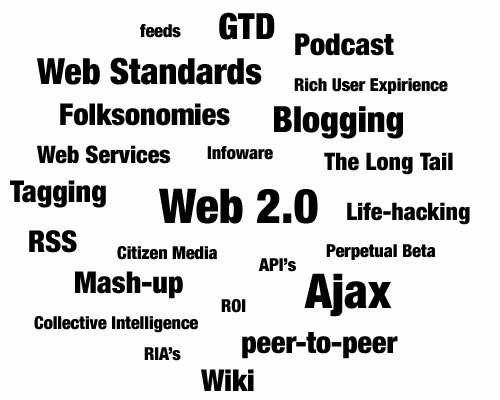 feeds
GTD
Podcast
Web Standards
Rich User Expirience
Folksonomies
Blogging
Web Services
Infoware
The Long Tail
Tagging
Web 2.0
Life-hacking
RSS
Citizen Media
Perpetual Beta
API's
Mash-up
Ajax
ROI
Collective Intelligence
peer-to-peer
RIA's
Wiki